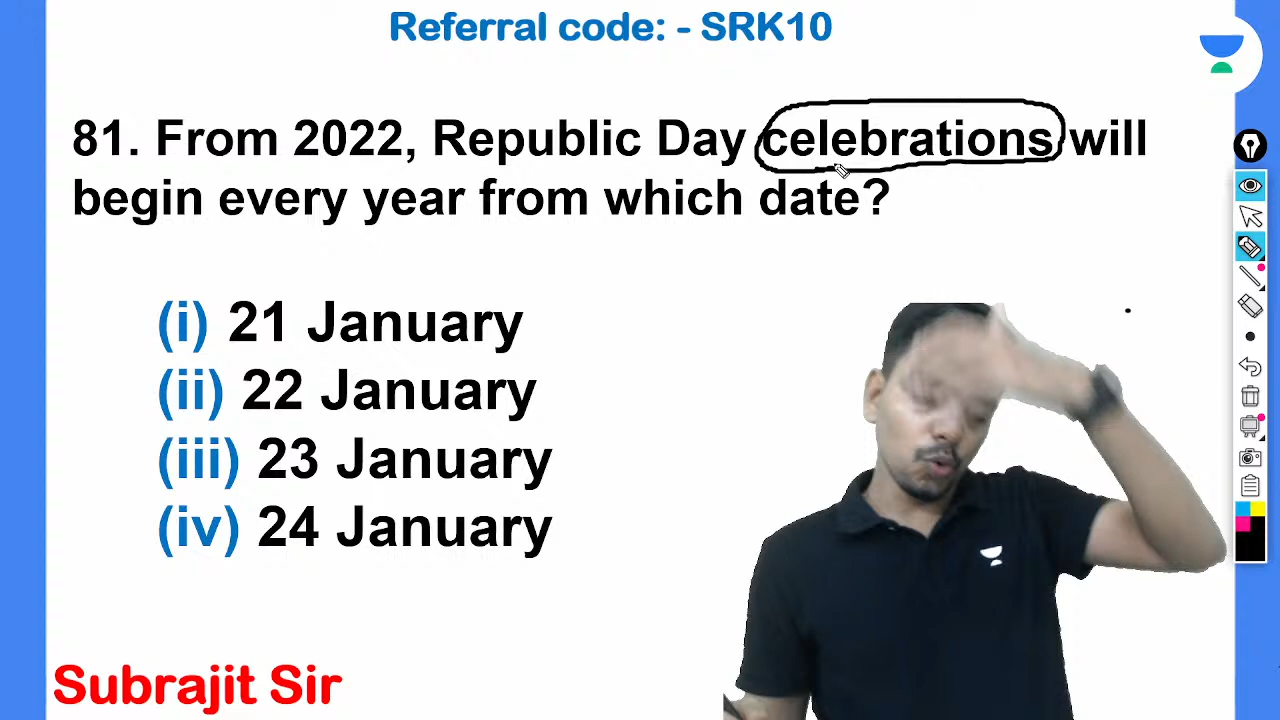 Referral code: - SRK10
81. From 2022, Republic Day celebrations will
begin every year from which date?
(i) 21 January
(ii) 22 January
(iii) 23 January
(iv) 24 January
Subrajit Sir